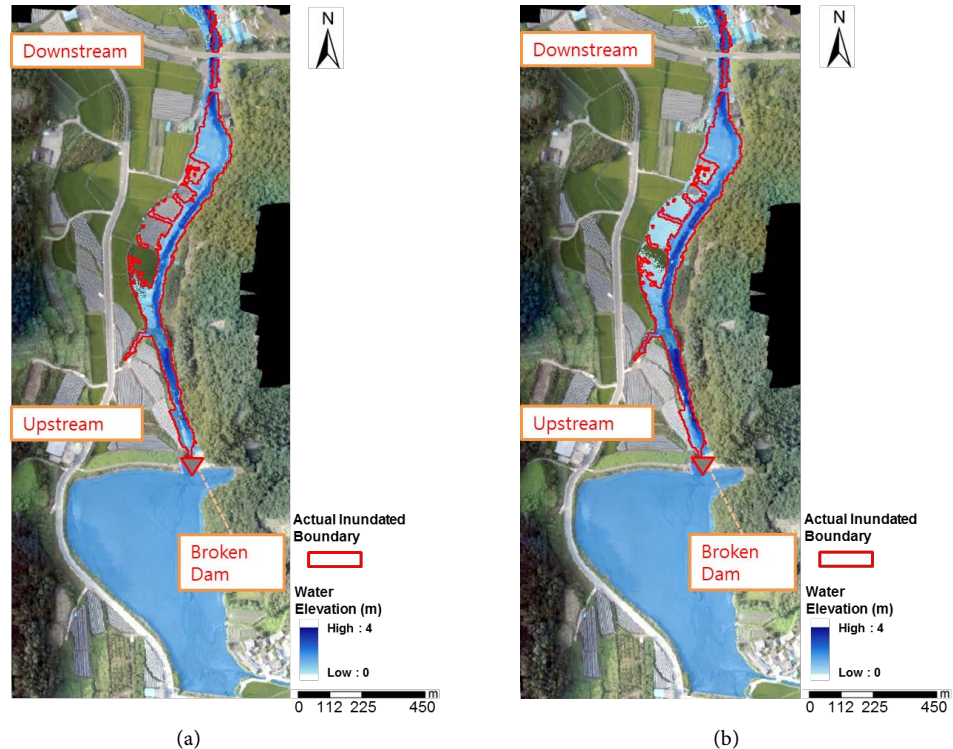 N
Downstream
Upstream
Broken
Dam
Actual Inundated
Boundary
Water
Elevation (m)
High : 4
Low : 0
m
0 112 225 450
(a)
N
Downstream
Upstream
Broken
Dam
Actual Inundated
Boundary
Water
Elevation (m)
High : 4
Low : 0
m
0 112 225 450
(b)